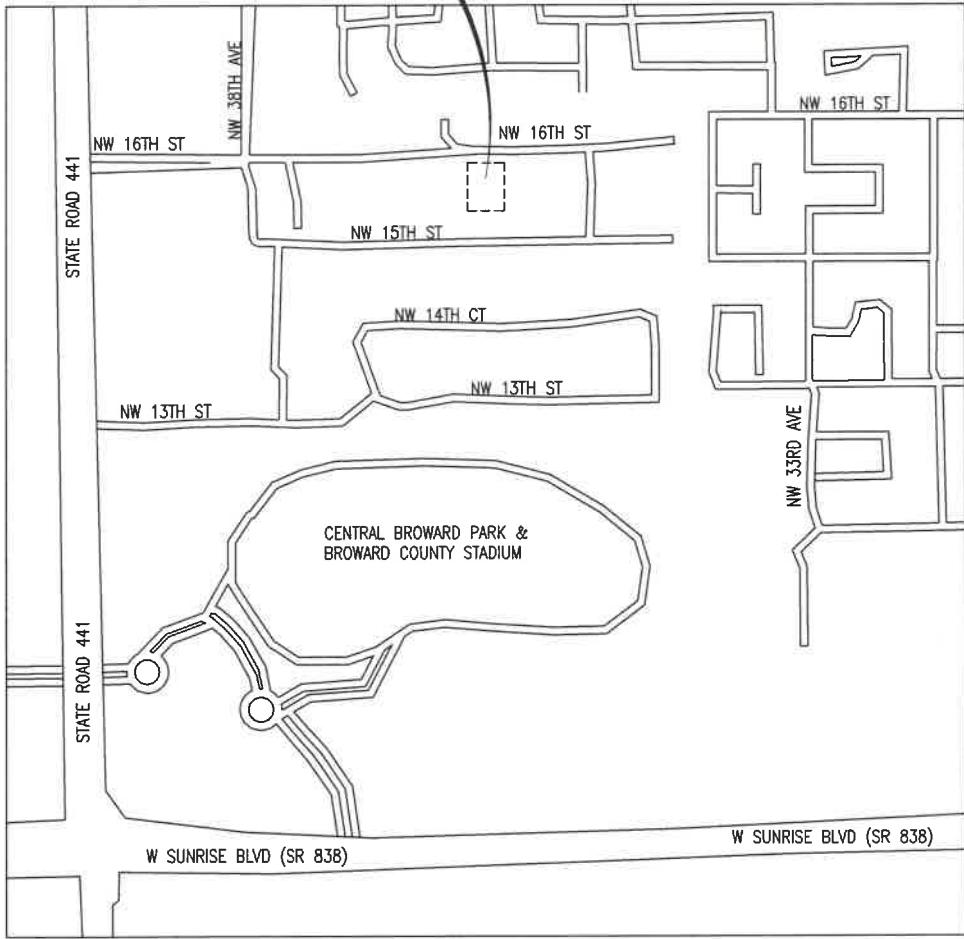 NW 38TH AVE
NW 16TH ST
NW 16TH ST
NW 16TH ST
STATE ROAD 441
NW 15TH ST
NW 14TH CT
NW 13TH ST
NW 13TH ST
NW 33RD AVE
CENTRAL BROWARD PARK &
BROWARD COUNTY STADIUM
STATE ROAD 441
W SUNRISE BLVD (SR 838)
W SUNRISE BLVD (SR 838)